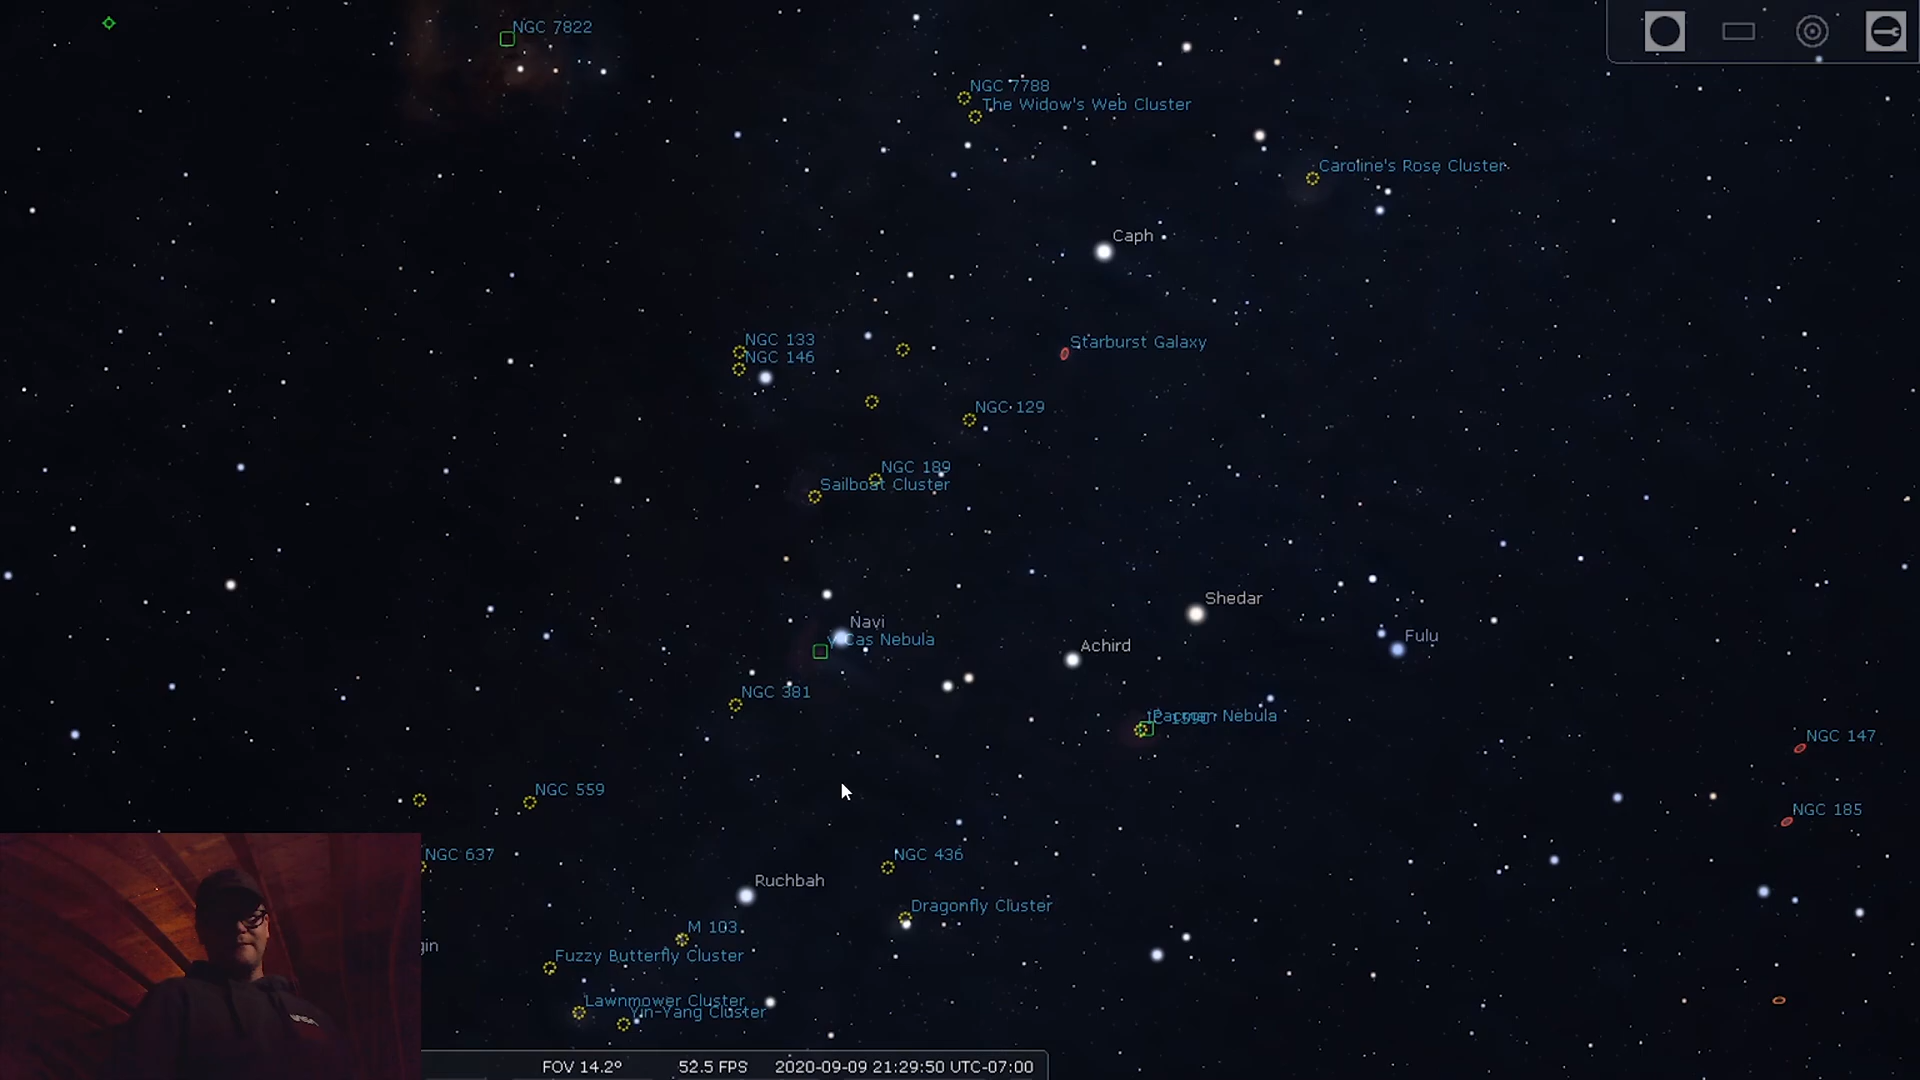 NGC 7822
NGC 7788
The Widow's Web Cluster
Caroline's Rose Cluster
Caph
NGC 133
NGC 146
Starburst Galaxy
NGC 129
NGC 189
Sailboat Cluster
Shedar
Navi
γ Cas Nebula
Fulu
Achird
NGC 381
Pacman Nebula
NGC 147
NGC 559
NGC 185
NGC 637
NGC 436
Ruchbah
Dragonfly Cluster
M 103
gin
Fuzzy Butterfly Cluster
Lawnmower Cluster
Yin-Yang Cluster
FOV 14.2° 52.5 FPS 2020-09-09 21:29:50 UTC-07:00